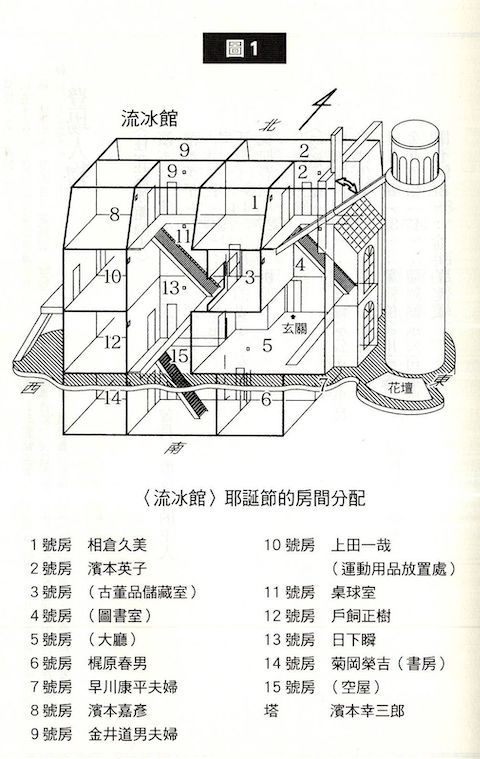 圖1
流冰館
北
9
2
9
2
8
1
11
10
13
3
4
玄關
12
15
5
7
花壇
東
西
14
6
南
〈流冰館〉耶誕節的房間分配
1號房 相倉久美
2號房 濱本英子
3號房 （古董品儲藏室）
4號房 （圖書室）
5號房 （大廳）
6號房 梶原春男
7號房 早川康平夫婦
8號房 濱本嘉彥
9號房 金井道男夫婦
10號房 上田一哉
（運動用品放置處）
11號房 桌球室
12號房 戶飼正樹
13號房 日下瞬
14號房 菊岡榮吉（書房）
15號房 （空屋）
塔 濱本幸三郎